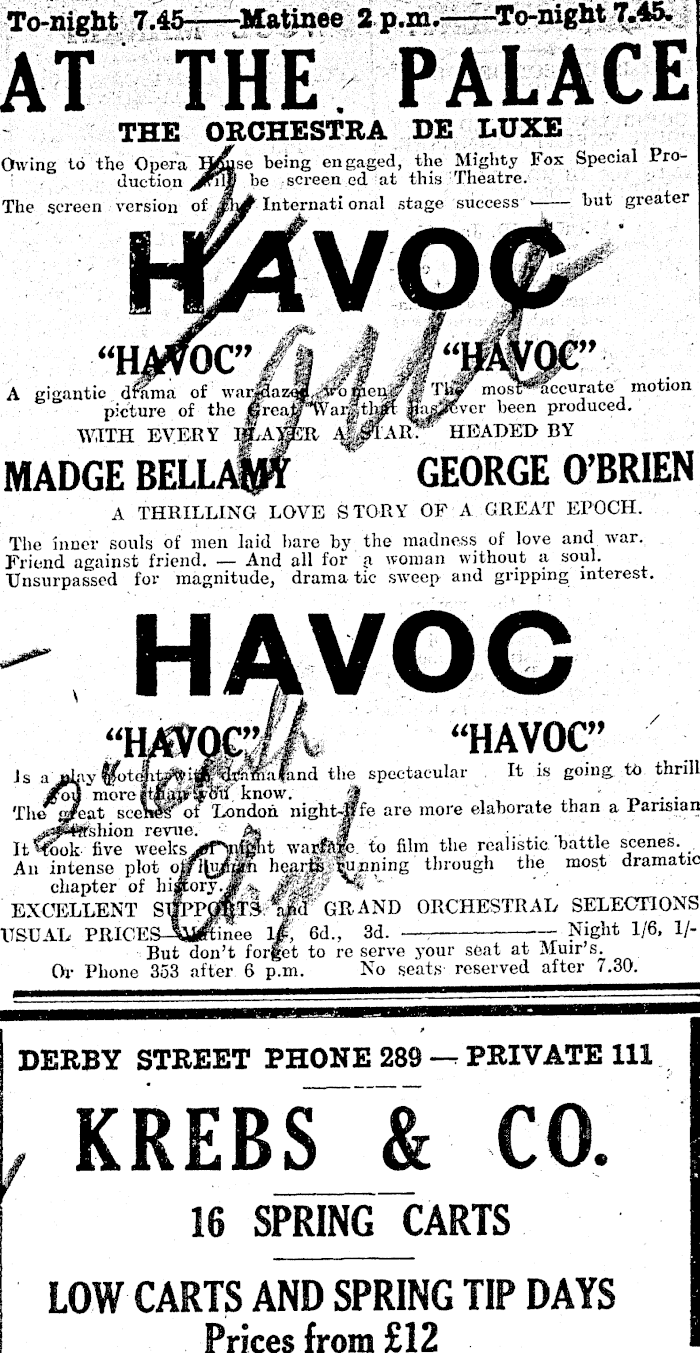 To-night 7.45——Matinee 2 p.m.——To-night 7.45.
AT THE PALACE
THE ORCHESTRA DE LUXE
Owing to the Opera House being engaged, the Mighty Fox Special Pro-
duction will be screen ed at this Theatre.
The screen version of the Internati onal stage success —— but greater
HAVOC
"HAVOC" "HAVOC"
A gigantic drama of war-dazed women. The most accurate motion
picture of the Great War that has ever been produced.
WITH EVERY PLAYER A STAR. HEADED BY
MADGE BELLAMY GEORGE O'BRIEN
A THRILLING LOVE STORY OF A GREAT EPOCH.
The inner souls of men laid bare by the madness of love and war.
Friend against friend. — And all for a woman without a soul.
Unsurpassed for magnitude, drama tic sweep and gripping interest.
HAVOC
"HAVOC" "HAVOC"
Is a play potent with drama and the spectacular It is going to thrill
you more than you know.
The great scenes of London night-life are more elaborate than a Parisian
fashion revue.
It took five weeks of night warfare to film the realistic battle scenes.
An intense plot of human hearts running through the most dramatic
chapter of history.
EXCELLENT SUPPORTS and GRAND ORCHESTRAL SELECTIONS
USUAL PRICES—Matinee 1/-, 6d., 3d. ———— Night 1/6, 1/-
But don't forget to re serve your seat at Muir's.
Or Phone 353 after 6 p.m. No seats reserved after 7.30.
DERBY STREET PHONE 289 — PRIVATE 111
KREBS & CO.
16 SPRING CARTS
LOW CARTS AND SPRING TIP DAYS
Prices from £12